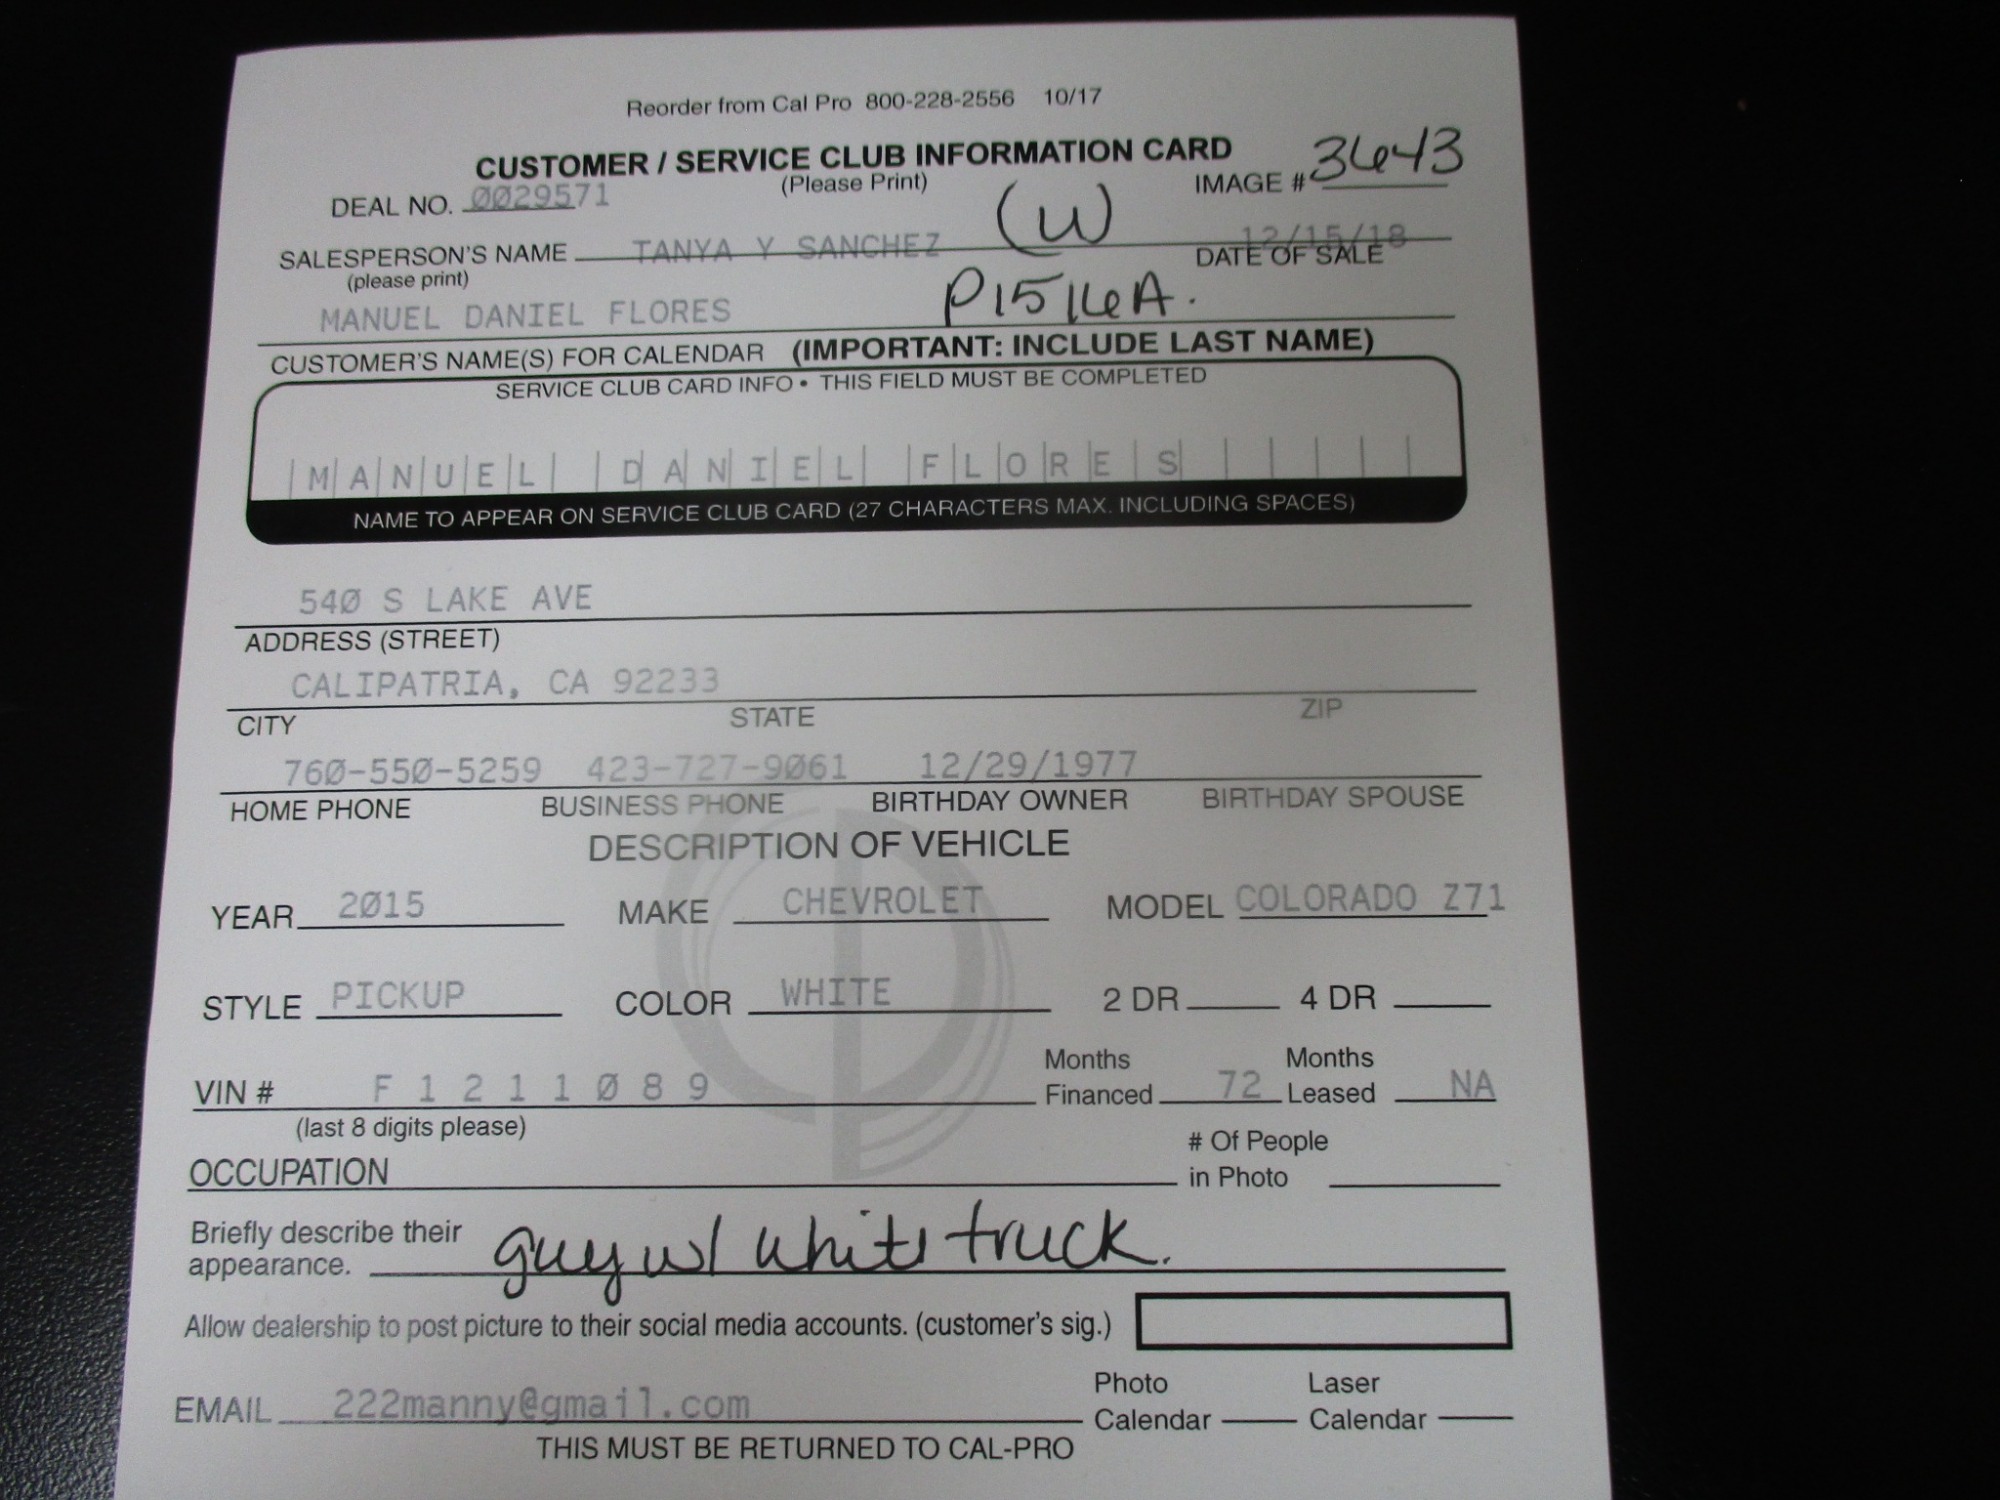 Reorder from Cal Pro 800-228-2556 10/17
CUSTOMER / SERVICE CLUB INFORMATION CARD
(Please Print)
IMAGE # 3643
DEAL NO. 0029571
(W)
SALESPERSON'S NAME TANYA Y SANCHEZ
(please print)
12/15/18
DATE OF SALE
MANUEL DANIEL FLORES P1516A.
CUSTOMER'S NAME(S) FOR CALENDAR (IMPORTANT: INCLUDE LAST NAME)
SERVICE CLUB CARD INFO • THIS FIELD MUST BE COMPLETED
MANUEL DANIEL FLORES
NAME TO APPEAR ON SERVICE CLUB CARD (27 CHARACTERS MAX. INCLUDING SPACES)
540 S LAKE AVE
ADDRESS (STREET)
CALIPATRIA, CA 92233
CITY STATE ZIP
760-550-5259 423-727-9061 12/29/1977
HOME PHONE BUSINESS PHONE BIRTHDAY OWNER BIRTHDAY SPOUSE
DESCRIPTION OF VEHICLE
YEAR 2015 MAKE CHEVROLET MODEL COLORADO Z71
STYLE PICKUP COLOR WHITE 2 DR 4 DR
VIN # F 1 2 1 1 0 8 9 Months Financed 72 Months Leased NA
(last 8 digits please)
OCCUPATION # Of People in Photo
Briefly describe their appearance. guy w/ white truck.
Allow dealership to post picture to their social media accounts. (customer's sig.)
EMAIL 222manny@gmail.com Photo Calendar Laser Calendar
THIS MUST BE RETURNED TO CAL-PRO